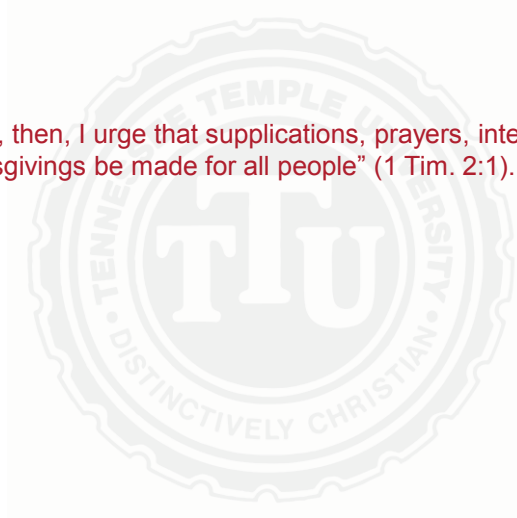 , then, I urge that supplications, prayers, inte
sgivings be made for all people” (1 Tim. 2:1).
TENNESSEE TEMPLE UNIVERSITY
TTU
• DISTINCTIVELY CHRISTIAN •